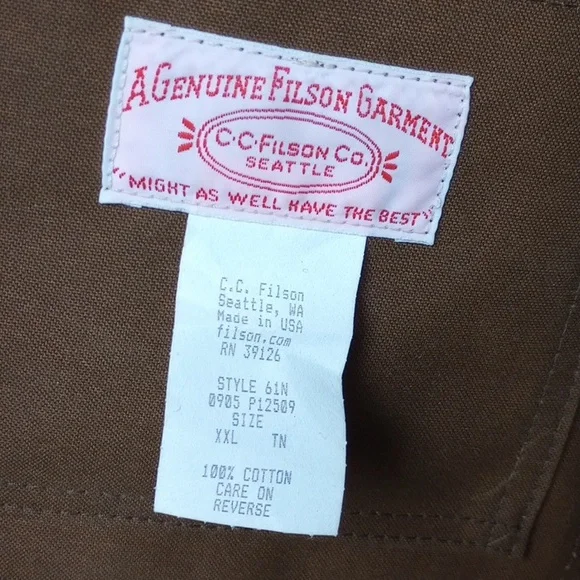 A GENUINE FILSON GARMENT
C·C·FILSON CO.
SEATTLE
"MIGHT AS WELL HAVE THE BEST"
C.C. Filson
Seattle, WA
Made in USA
filson.com
RN 39126
STYLE 61N
0905 P12509
SIZE
XXL TN
100% COTTON
CARE ON
REVERSE